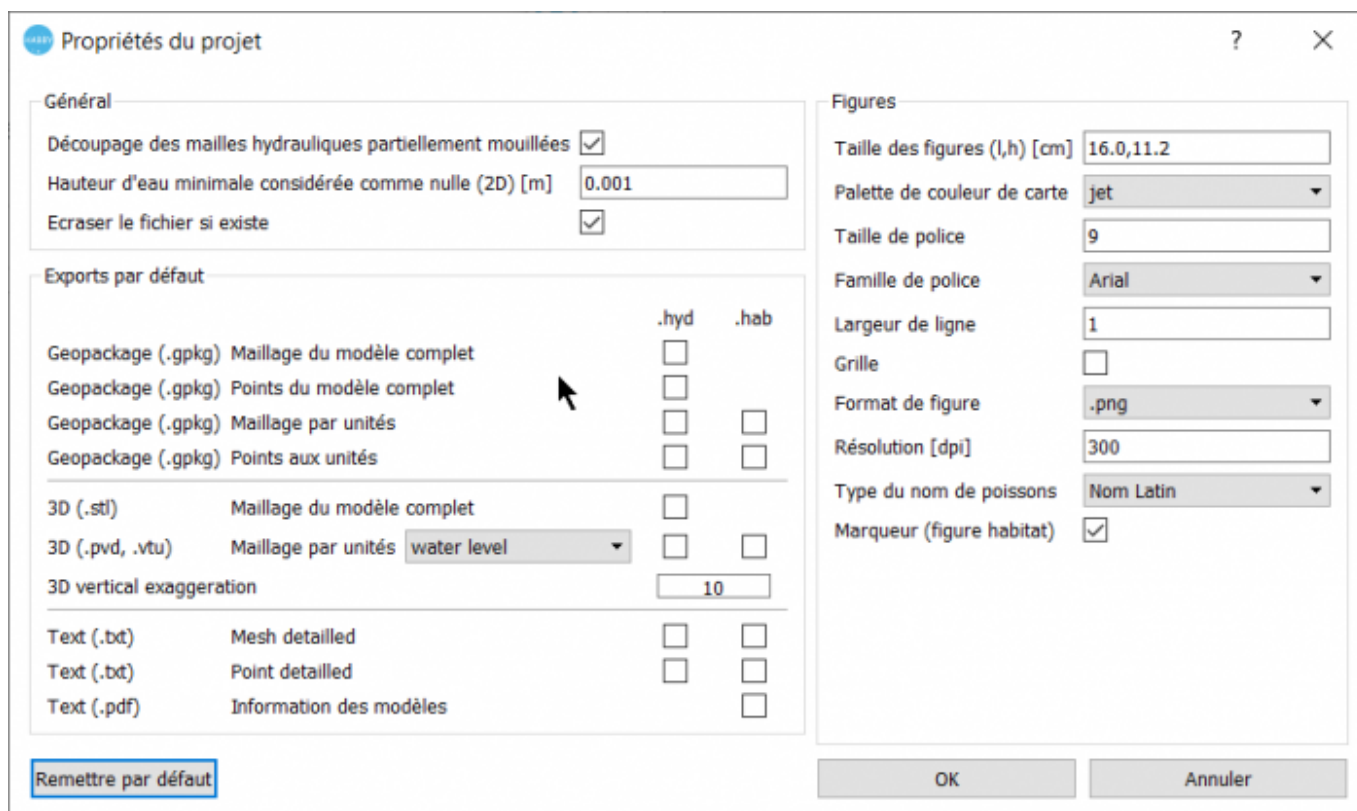 HABBY Propriétés du projet ?
Général
Découpage des mailles hydrauliques partiellement mouillées
Hauteur d'eau minimale considérée comme nulle (2D) [m] 0.001
Ecraser le fichier si existe
Exports par défaut
.hyd .hab
Geopackage (.gpkg) Maillage du modèle complet
Geopackage (.gpkg) Points du modèle complet
Geopackage (.gpkg) Maillage par unités
Geopackage (.gpkg) Points aux unités
3D (.stl) Maillage du modèle complet
3D (.pvd, .vtu) Maillage par unités water level
3D vertical exaggeration 10
Text (.txt) Mesh detailled
Text (.txt) Point detailled
Text (.pdf) Information des modèles
Figures
Taille des figures (l,h) [cm] 16.0,11.2
Palette de couleur de carte jet
Taille de police 9
Famille de police Arial
Largeur de ligne 1
Grille
Format de figure .png
Résolution [dpi] 300
Type du nom de poissons Nom Latin
Marqueur (figure habitat)
Remettre par défaut OK Annuler